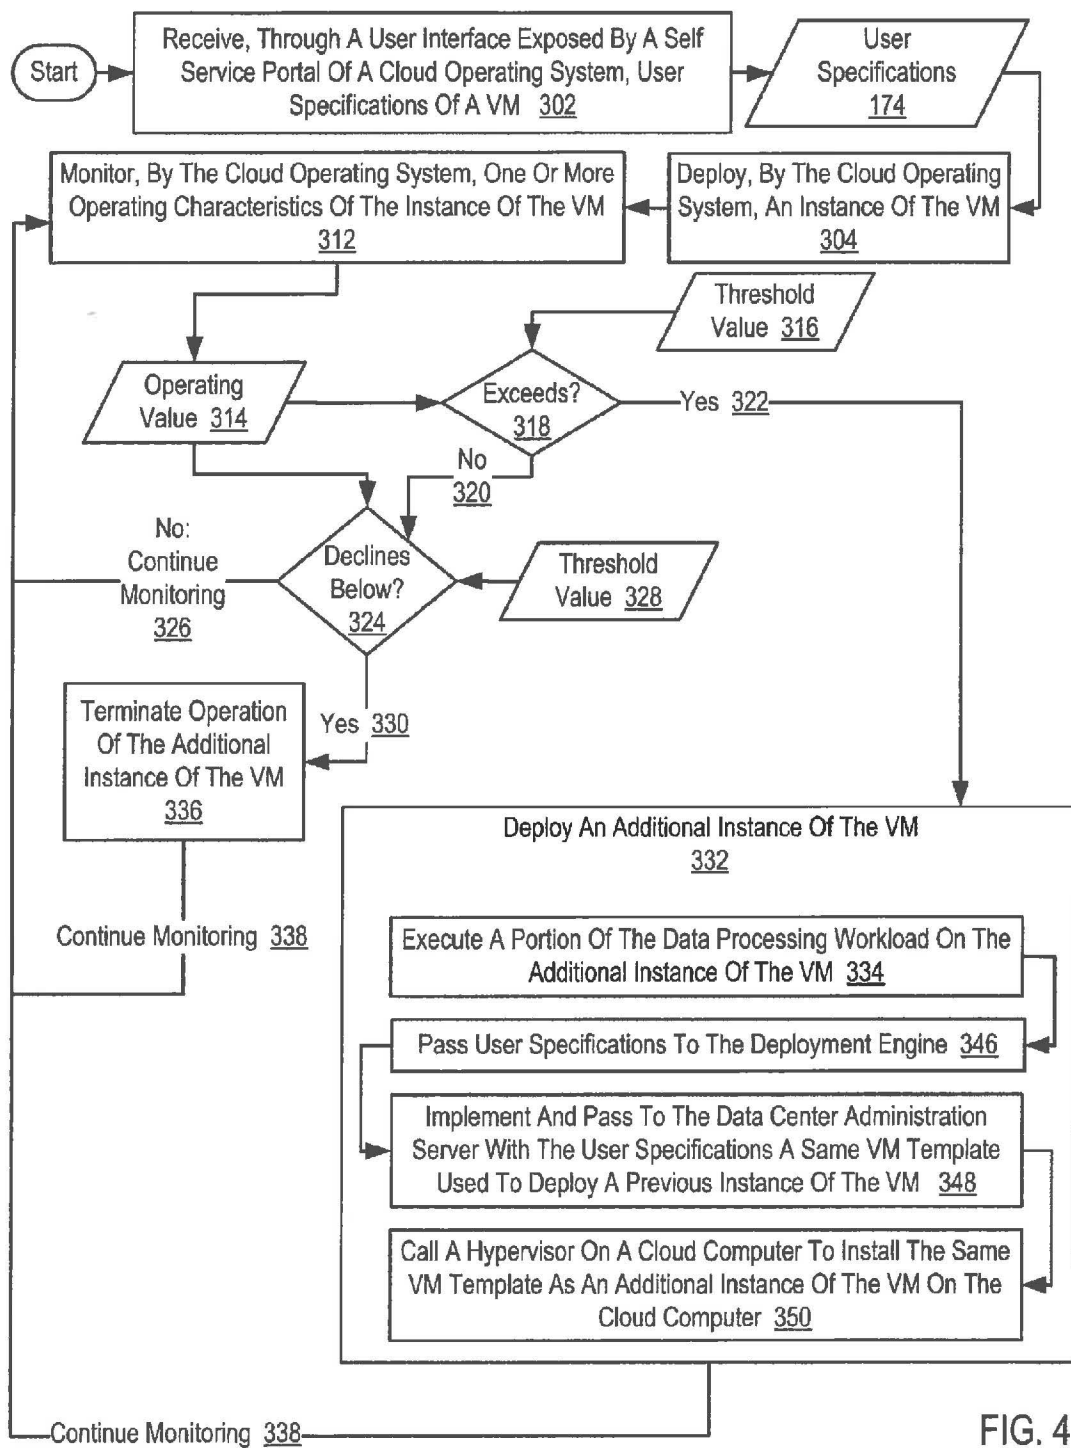 Start
Receive, Through A User Interface Exposed By A Self
Service Portal Of A Cloud Operating System, User
Specifications Of A VM 302
User
Specifications
174
Monitor, By The Cloud Operating System, One Or More
Operating Characteristics Of The Instance Of The VM
312
Deploy, By The Cloud Operating
System, An Instance Of The VM
304
Threshold
Value 316
Operating
Value 314
Exceeds?
318
Yes 322
No
320
No:
Continue
Monitoring
326
Declines
Below?
324
Threshold
Value 328
Yes 330
Terminate Operation
Of The Additional
Instance Of The VM
336
Deploy An Additional Instance Of The VM
332
Continue Monitoring 338
Execute A Portion Of The Data Processing Workload On The
Additional Instance Of The VM 334
Pass User Specifications To The Deployment Engine 346
Implement And Pass To The Data Center Administration
Server With The User Specifications A Same VM Template
Used To Deploy A Previous Instance Of The VM 348
Call A Hypervisor On A Cloud Computer To Install The Same
VM Template As An Additional Instance Of The VM On The
Cloud Computer 350
Continue Monitoring 338
FIG. 4